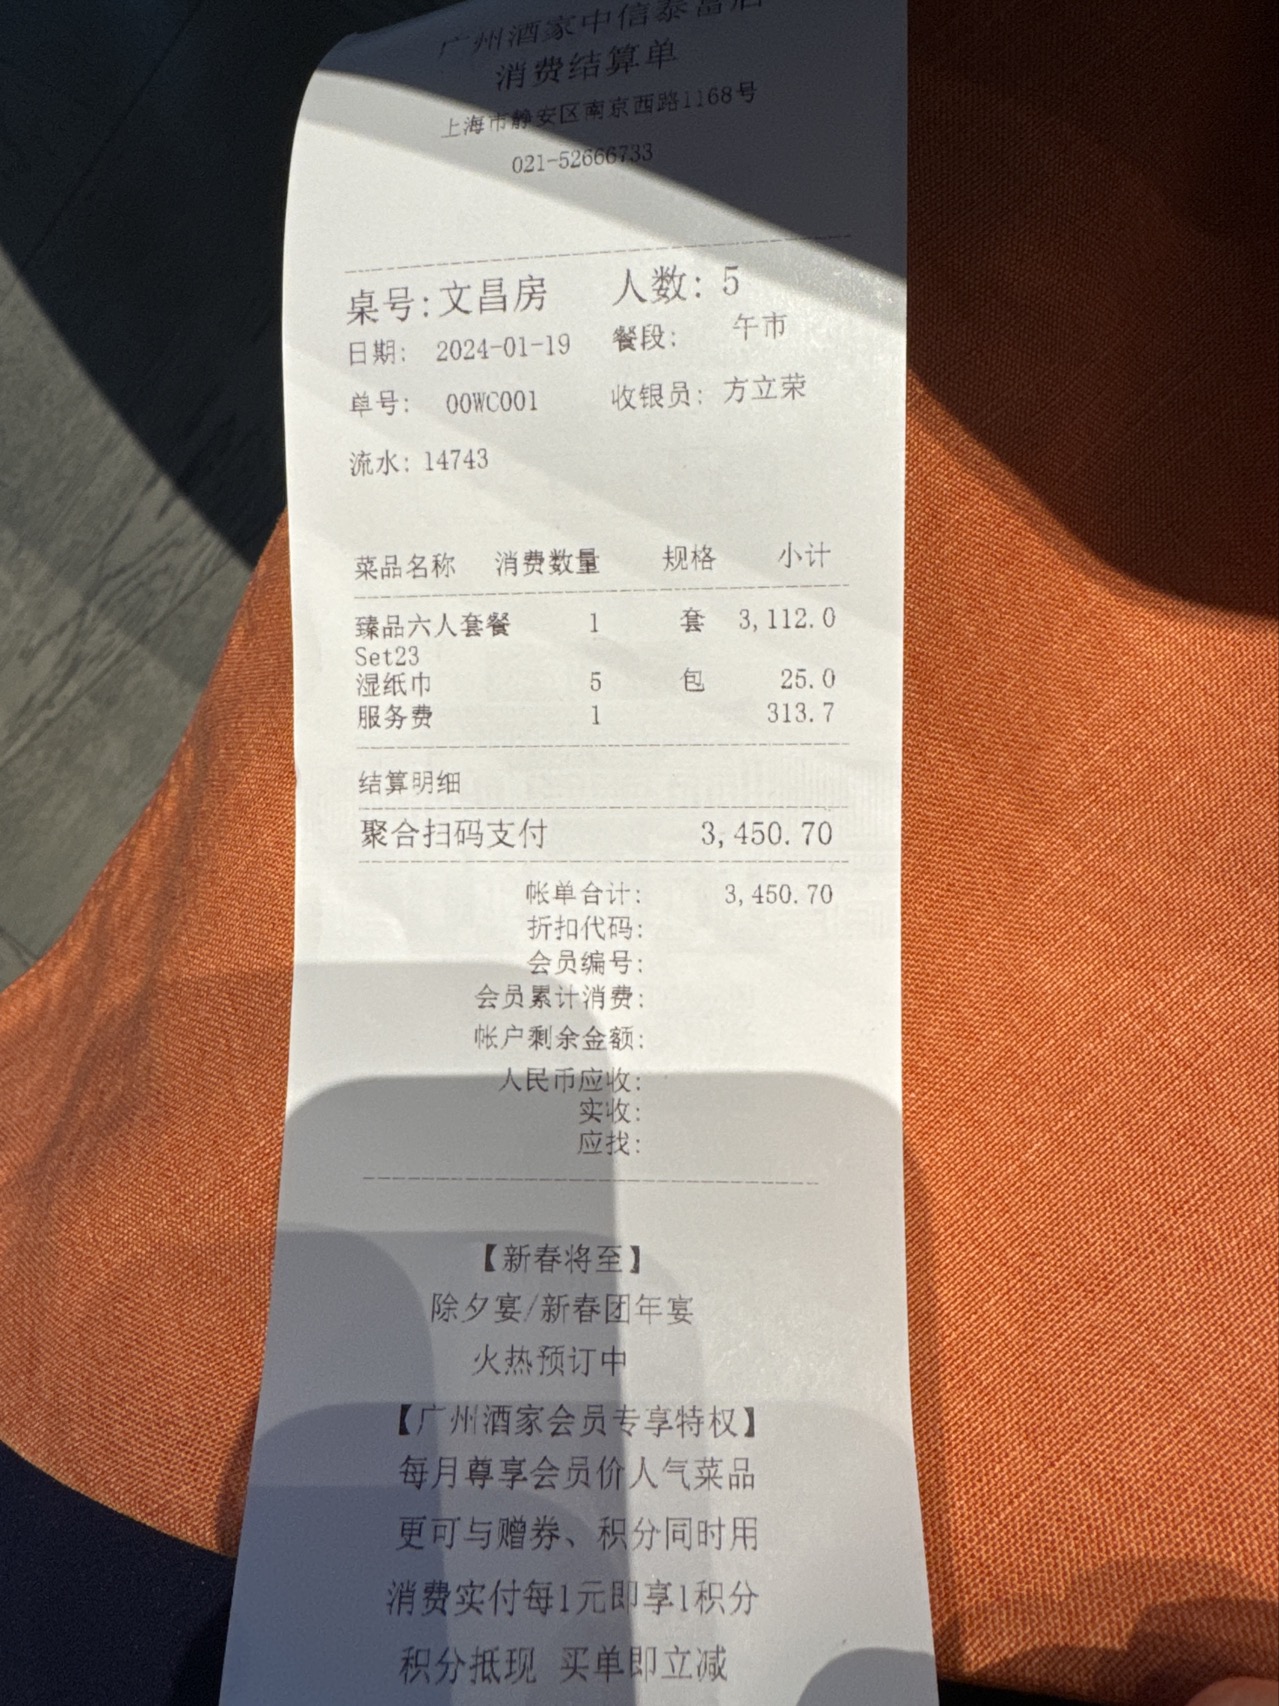 广州酒家中信泰富店
消费结算单
上海市静安区南京西路1168号
021-52666733
桌号:文昌房 人数: 5
日期: 2024-01-19 餐段: 午市
单号: 00WC001 收银员: 方立荣
流水: 14743
菜品名称 消费数量 规格 小计
臻品六人套餐 1 套 3,112.0
Set23
湿纸巾 5 包 25.0
服务费 1 313.7
结算明细
聚合扫码支付 3,450.70
帐单合计: 3,450.70
折扣代码:
会员编号:
会员累计消费:
帐户剩余金额:
人民币应收:
实收:
应找:
【新春将至】
除夕宴/新春团年宴
火热预订中
【广州酒家会员专享特权】
每月尊享会员价人气菜品
更可与赠券、积分同时用
消费实付每1元即享1积分
积分抵现 买单即立减